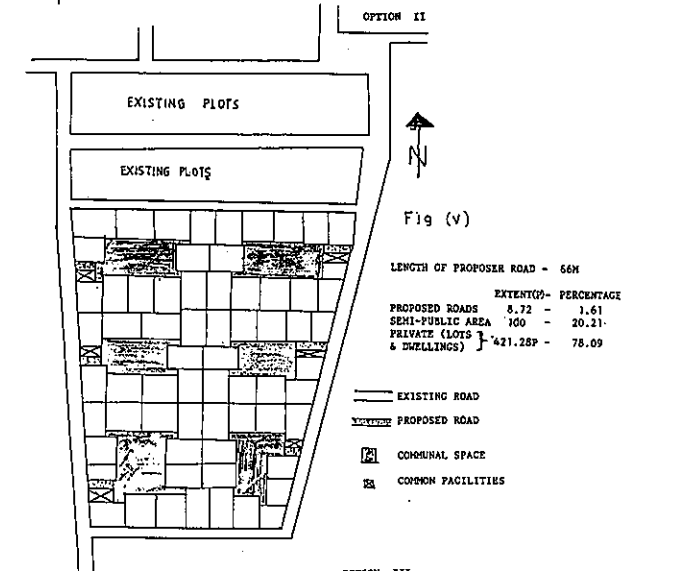 OPTION II
EXISTING PLOTS
EXISTING PLOTS
N
Fig (v)
LENGTH OF PROPOSER ROAD - 66M
EXTENT(P)- PERCENTAGE
PROPOSED ROADS 8.72 - 1.61
SEMI-PUBLIC AREA 100 - 20.21
PRIVATE (LOTS
& DWELLINGS) } 421.28P - 78.09
EXISTING ROAD
PROPOSED ROAD
COMMUNAL SPACE
COMMON FACILITIES